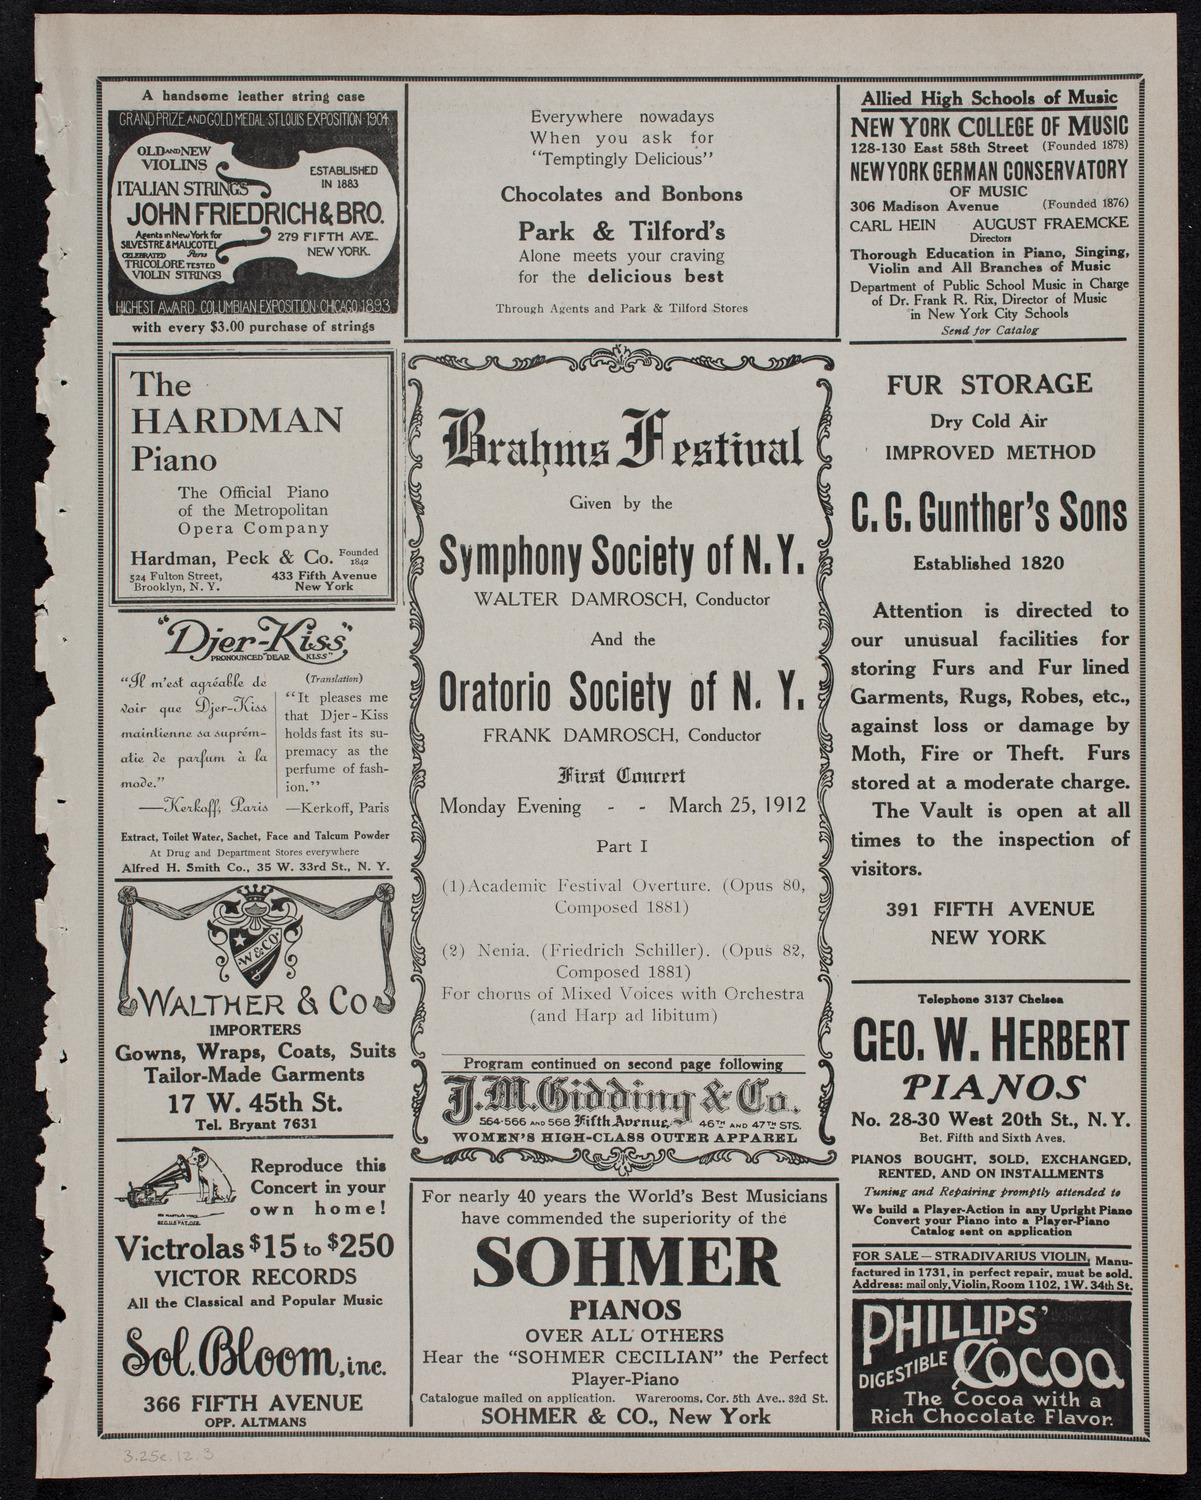 A handsome leather string case
GRAND PRIZE AND GOLD MEDAL · ST LOUIS EXPOSITION · 1904.
OLD AND NEW
VIOLINS
ESTABLISHED
IN 1883
ITALIAN STRINGS
JOHN FRIEDRICH & BRO.
Agents in New York for
SILVESTRE & MAUCOTEL
CELEBRATED Paris
TRICOLORE TESTED
VIOLIN STRINGS
279 FIFTH AVE.
NEW YORK.
HIGHEST AWARD COLUMBIAN EXPOSITION · CHICAGO, 1893
with every $3.00 purchase of strings
The
HARDMAN
Piano
The Official Piano
of the Metropolitan
Opera Company
Hardman, Peck & Co. Founded 1842
524 Fulton Street,
Brooklyn, N. Y.
433 Fifth Avenue
New York
"Djer-Kiss"
PRONOUNCED "DEAR KISS"
"Il m'est agréable de
voir que Djer-Kiss
maintienne sa suprém-
atie de parfum à la
mode."
—Kerkoff, Paris
(Translation)
"It pleases me
that Djer-Kiss
holds fast its su-
premacy as the
perfume of fash-
ion."
—Kerkoff, Paris
Extract, Toilet Water, Sachet, Face and Talcum Powder
At Drug and Department Stores everywhere
Alfred H. Smith Co., 35 W. 33rd St., N. Y.
W & CO.
WALTHER & CO
IMPORTERS
Gowns, Wraps, Coats, Suits
Tailor-Made Garments
17 W. 45th St.
Tel. Bryant 7631
Reproduce this
Concert in your
own home!
Victrolas $15 to $250
VICTOR RECORDS
All the Classical and Popular Music
Sol. Bloom, inc.
366 FIFTH AVENUE
OPP. ALTMANS
Everywhere nowadays
When you ask for
"Temptingly Delicious"
Chocolates and Bonbons
Park & Tilford's
Alone meets your craving
for the delicious best
Through Agents and Park & Tilford Stores
Brahms Festival
Given by the
Symphony Society of N. Y.
WALTER DAMROSCH, Conductor
And the
Oratorio Society of N. Y.
FRANK DAMROSCH, Conductor
First Concert
Monday Evening - - March 25, 1912
Part I
(1) Academic Festival Overture. (Opus 80,
Composed 1881)
(2) Nenia. (Friedrich Schiller). (Opus 82,
Composed 1881)
For chorus of Mixed Voices with Orchestra
(and Harp ad libitum)
Program continued on second page following
J. M. Gidding & Co.
564-566 AND 568 Fifth Avenue, 46TH AND 47TH STS.
WOMEN'S HIGH-CLASS OUTER APPAREL
For nearly 40 years the World's Best Musicians
have commended the superiority of the
SOHMER
PIANOS
OVER ALL OTHERS
Hear the "SOHMER CECILIAN" the Perfect
Player-Piano
Catalogue mailed on application. Warerooms, Cor. 5th Ave., 32d St.
SOHMER & CO., New York
Allied High Schools of Music
NEW YORK COLLEGE OF MUSIC
128-130 East 58th Street (Founded 1878)
NEW YORK GERMAN CONSERVATORY
OF MUSIC
306 Madison Avenue (Founded 1876)
CARL HEIN AUGUST FRAEMCKE
Directors
Thorough Education in Piano, Singing,
Violin and All Branches of Music
Department of Public School Music in Charge
of Dr. Frank R. Rix, Director of Music
in New York City Schools
Send for Catalog
FUR STORAGE
Dry Cold Air
IMPROVED METHOD
C. G. Gunther's Sons
Established 1820
Attention is directed to
our unusual facilities for
storing Furs and Fur lined
Garments, Rugs, Robes, etc.,
against loss or damage by
Moth, Fire or Theft. Furs
stored at a moderate charge.
The Vault is open at all
times to the inspection of
visitors.
391 FIFTH AVENUE
NEW YORK
Telephone 3137 Chelsea
GEO. W. HERBERT
PIANOS
No. 28-30 West 20th St., N. Y.
Bet. Fifth and Sixth Aves.
PIANOS BOUGHT, SOLD, EXCHANGED,
RENTED, AND ON INSTALLMENTS
Tuning and Repairing promptly attended to
We build a Player-Action in any Upright Piano
Convert your Piano into a Player-Piano
Catalog sent on application
FOR SALE—STRADIVARIUS VIOLIN, Manu-
factured in 1731, in perfect repair, must be sold.
Address: mail only, Violin, Room 1102, 1 W. 34th St.
PHILLIPS'
DIGESTIBLE COCOA
The Cocoa with a
Rich Chocolate Flavor.
3.25e.12.3